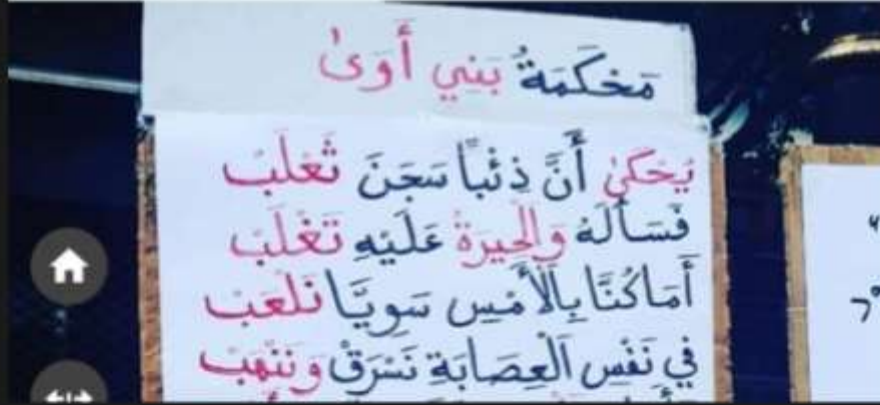 مَحْكَمَةُ بَنِي أَوَىٰ
يُحْكَىٰ أَنَّ ذِئْبًا سَجَنَ ثَعْلَبْ
فَسَأَلَهُ وَالْحَيرَةُ عَلَيْهِ تَغْلَبْ
أَمَا كُنَّا بِالْأَمْسِ سَوِيَّا نَلْعَبْ
فِي نَفْسِ الْعِصَابَةِ نَسْرَقْ وَنَنْهَبْ